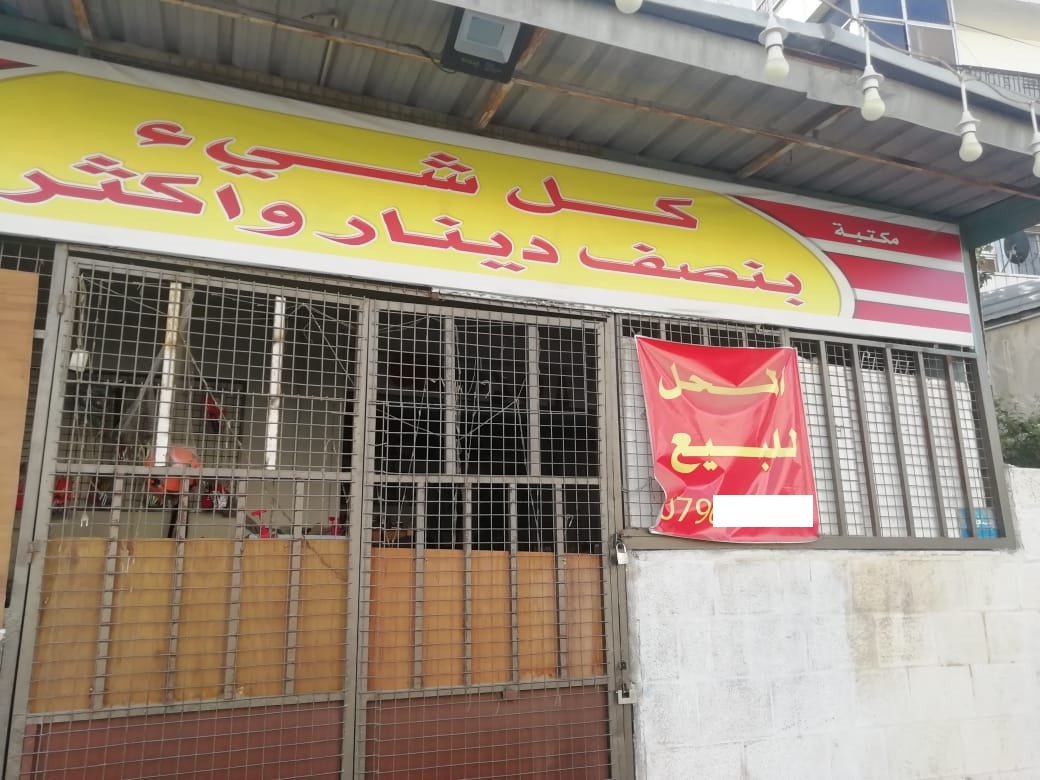 مكتبة
كل شيء
بنصف دينار واكثر
المحل
للبيع
079